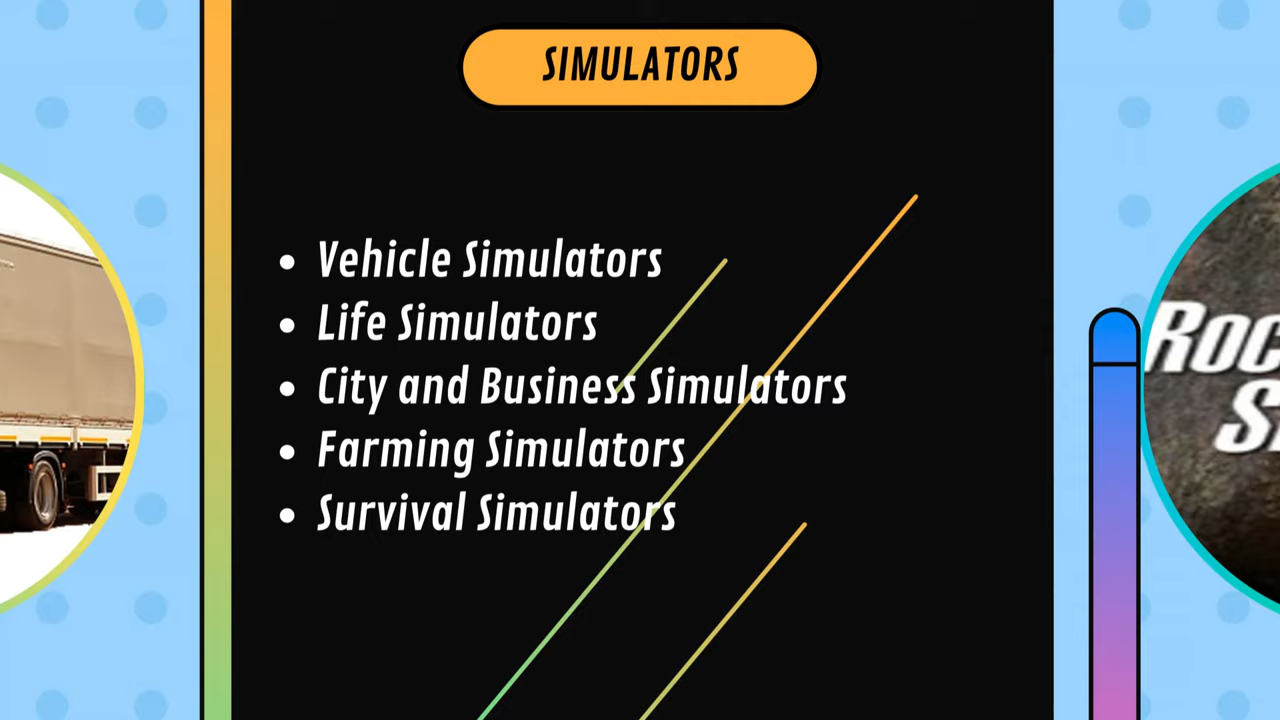 SIMULATORS
• Vehicle Simulators
• Life Simulators
• City and Business Simulators
• Farming Simulators
• Survival Simulators